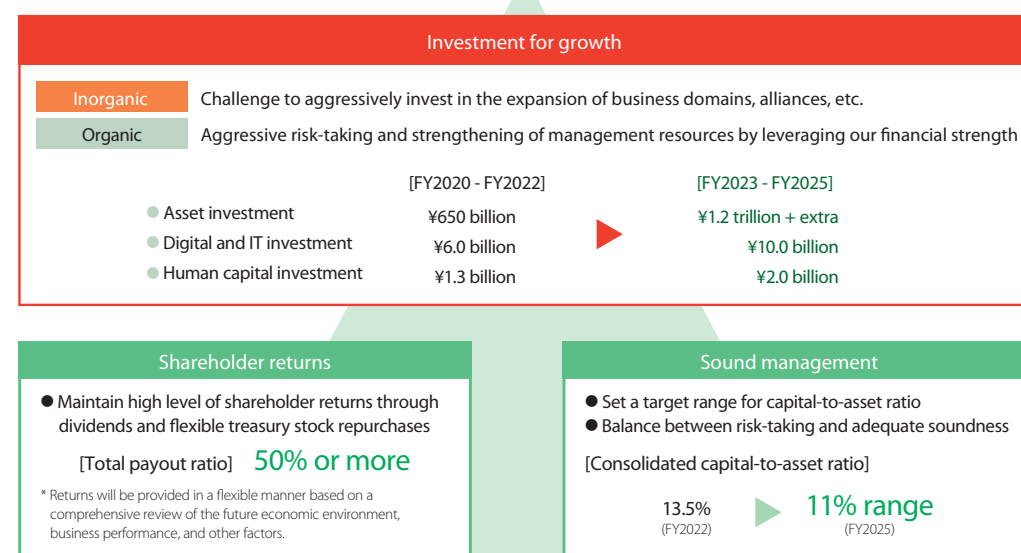 Investment for growth
Inorganic Challenge to aggressively invest in the expansion of business domains, alliances, etc.
Organic Aggressive risk-taking and strengthening of management resources by leveraging our financial strength
[FY2020 - FY2022] [FY2023 - FY2025]
Asset investment ¥650 billion ¥1.2 trillion + extra
Digital and IT investment ¥6.0 billion ¥10.0 billion
Human capital investment ¥1.3 billion ¥2.0 billion
Shareholder returns
● Maintain high level of shareholder returns through
dividends and flexible treasury stock repurchases
[Total payout ratio] 50% or more
* Returns will be provided in a flexible manner based on a
comprehensive review of the future economic environment,
business performance, and other factors.
Sound management
● Set a target range for capital-to-asset ratio
● Balance between risk-taking and adequate soundness
[Consolidated capital-to-asset ratio]
13.5% 11% range
(FY2022) (FY2025)